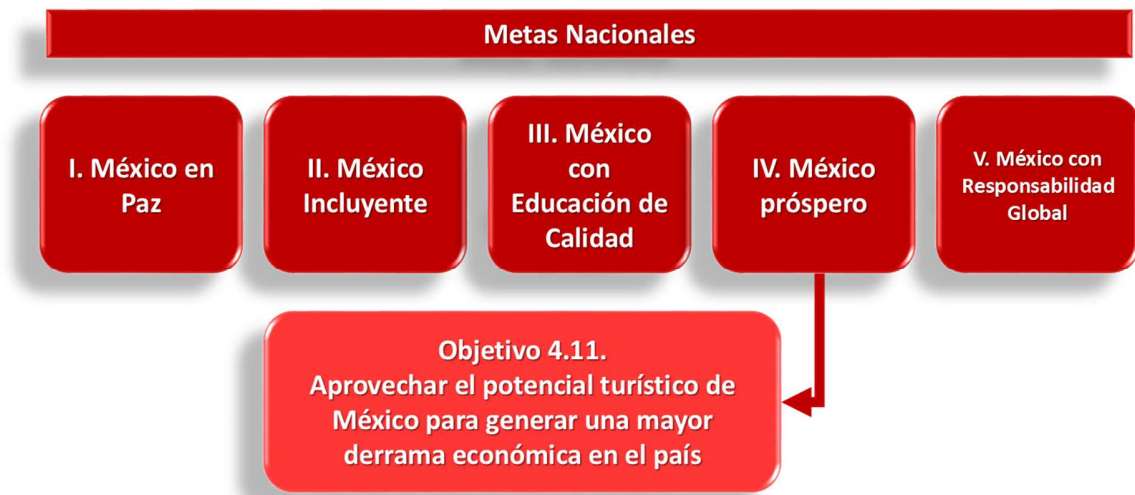 Metas Nacionales
I. México en
Paz
II. México
Incluyente
III. México
con
Educación de
Calidad
IV. México
próspero
V. México con
Responsabilidad
Global
Objetivo 4.11.
Aprovechar el potencial turístico de
México para generar una mayor
derrama económica en el país